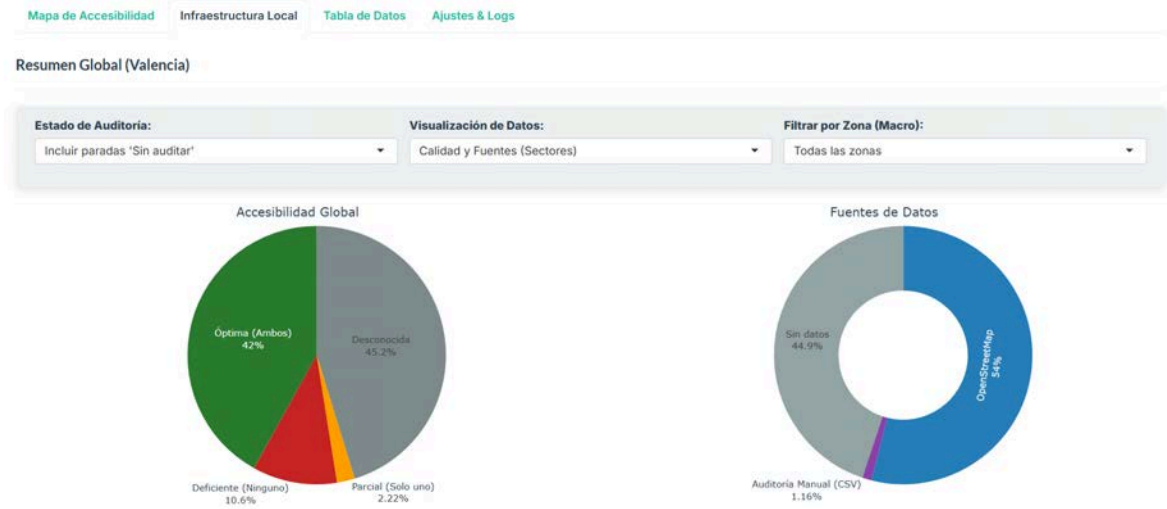 Mapa de Accesibilidad Infraestructura Local Tabla de Datos Ajustes & Logs
Resumen Global (Valencia)
Estado de Auditoría: Visualización de Datos: Filtrar por Zona (Macro):
Incluir paradas 'Sin auditar' Calidad y Fuentes (Sectores) Todas las zonas
Accesibilidad Global
Óptima (Ambos)
42%
Desconocida
45.2%
Deficiente (Ninguno)
10.6%
Parcial (Solo uno)
2.22%
Fuentes de Datos
Sin datos
44.9%
OpenStreetMap
54%
Auditoría Manual (CSV)
1.16%